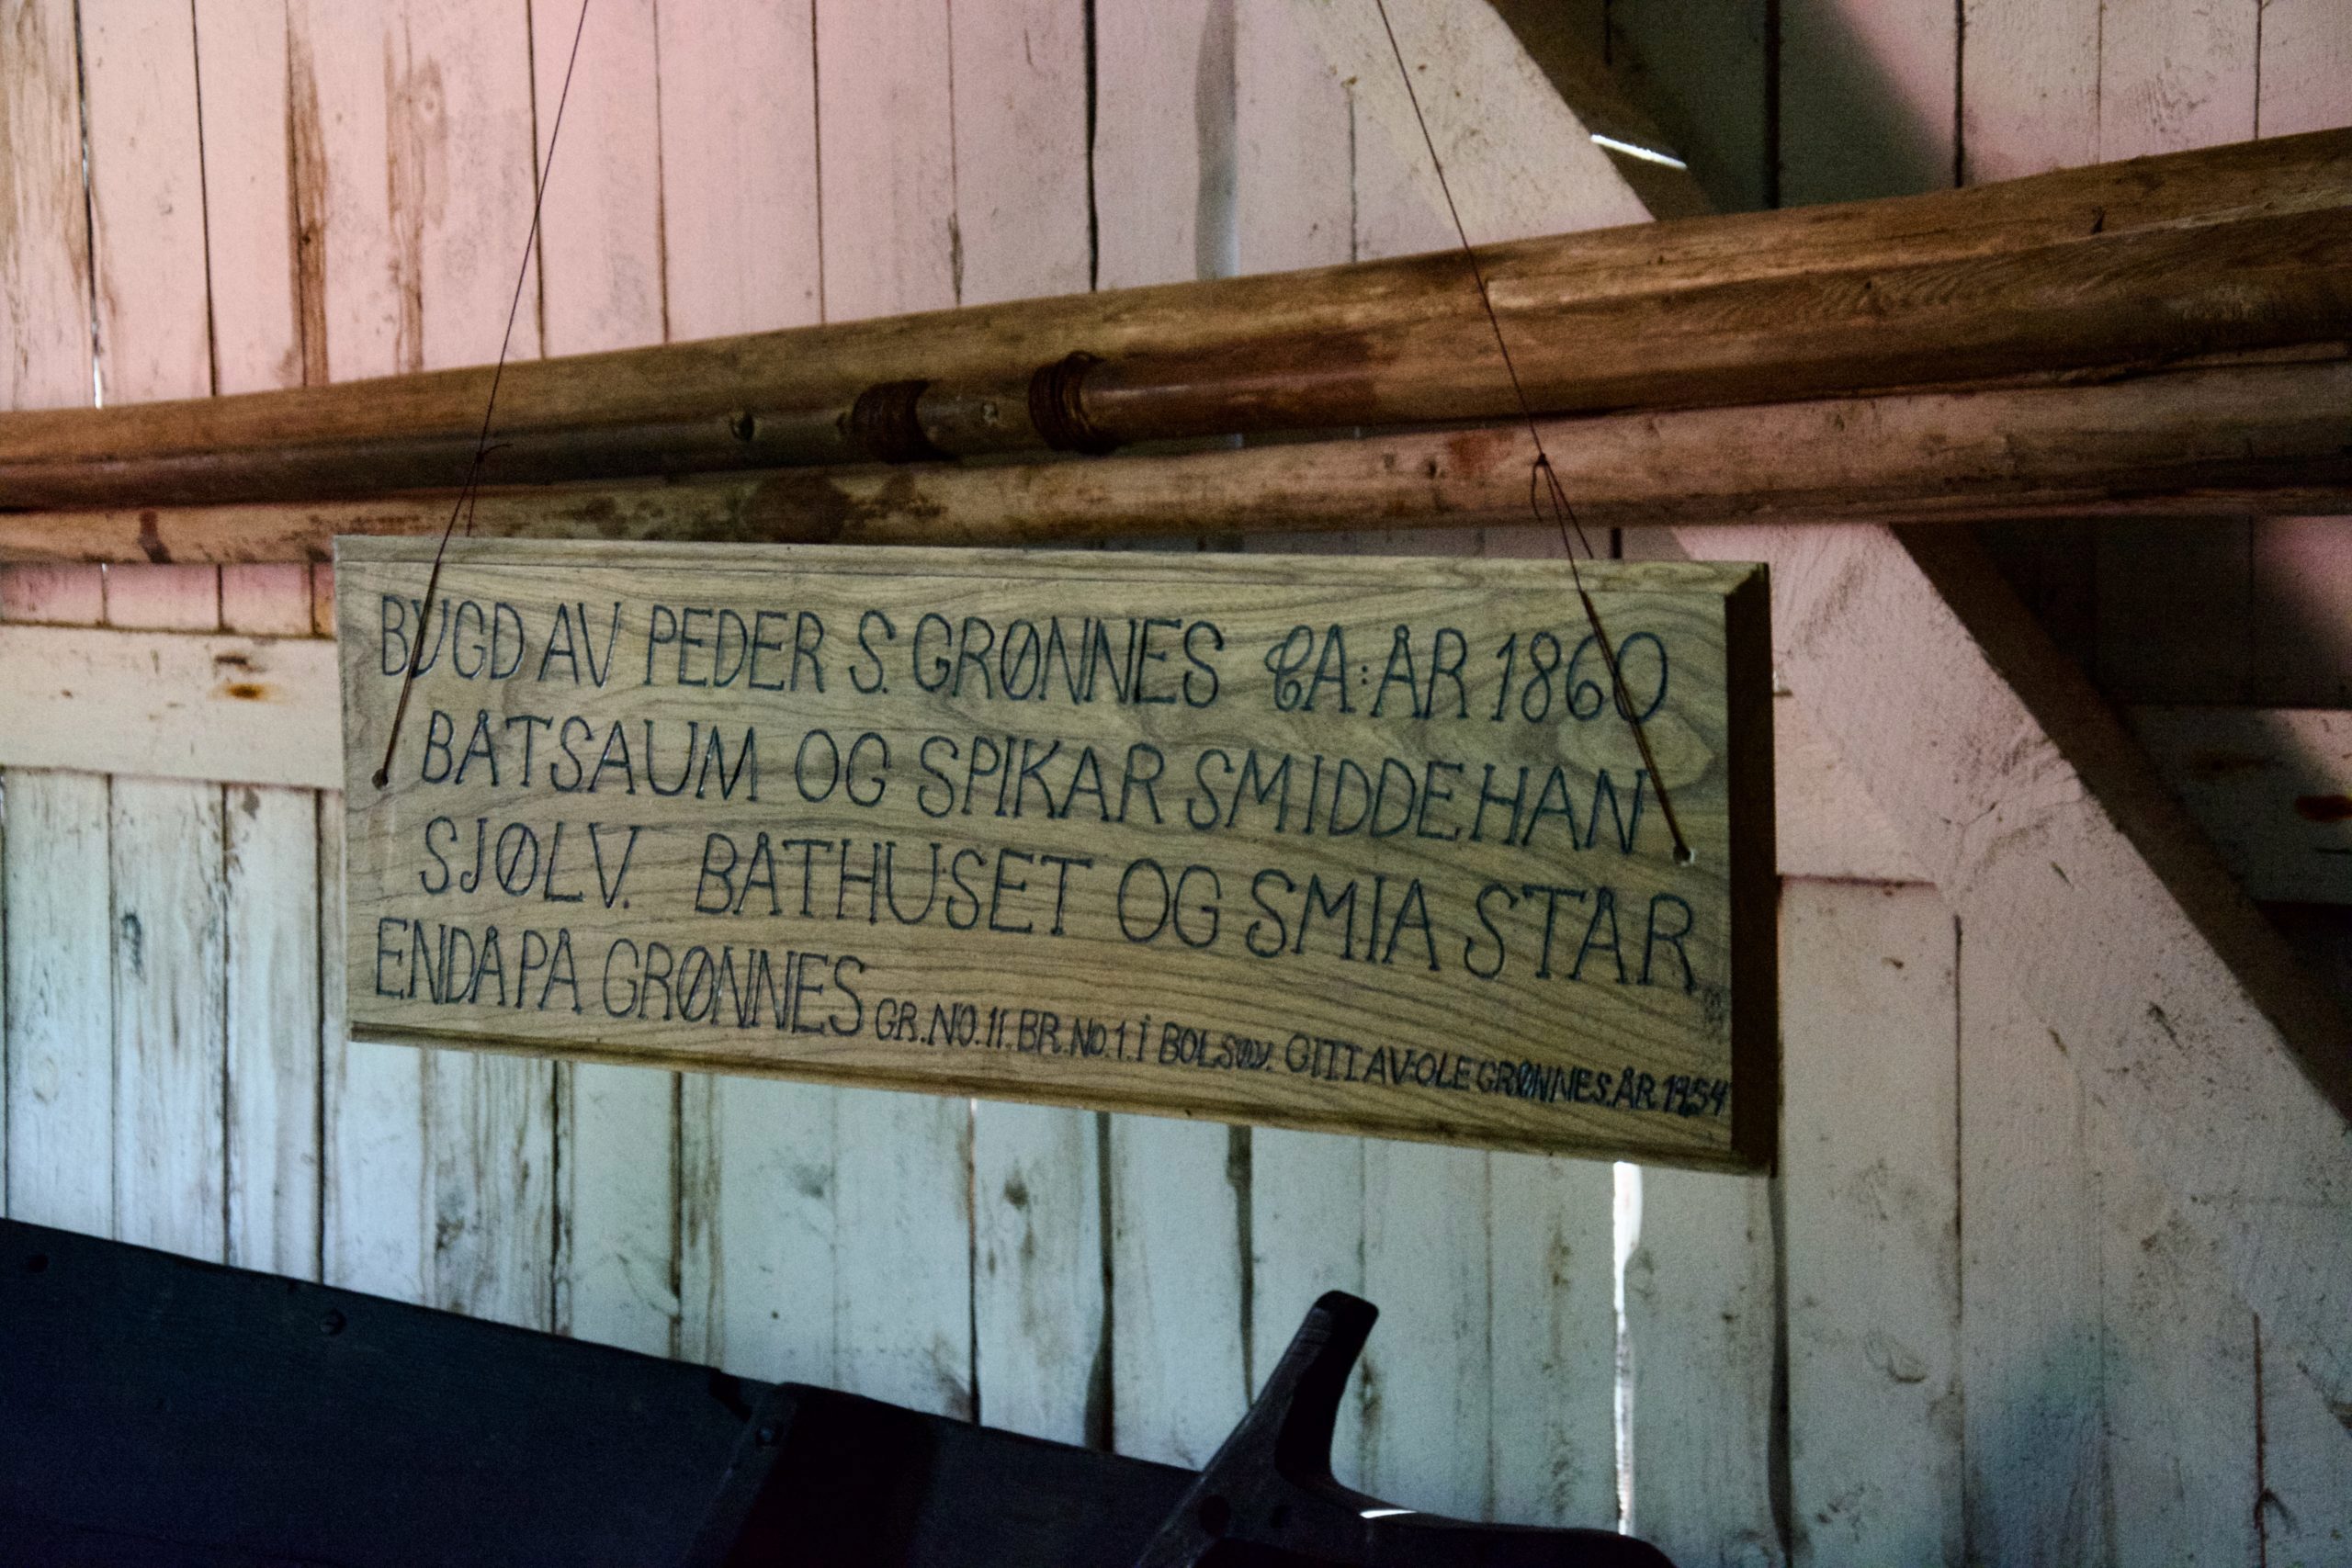 BYGD AV PEDER S. GRØNNES CA: ÅR 1860
BÅTSAUM OG SPIKAR SMIDDE HAN
SJØLV. BÅTHUSET OG SMIA STÅR
ENDÅ PÅ GRØNNES GR.NO.11. BR.NO.1. I BOLSØY. GITT AV: OLE GRØNNES. ÅR 1954